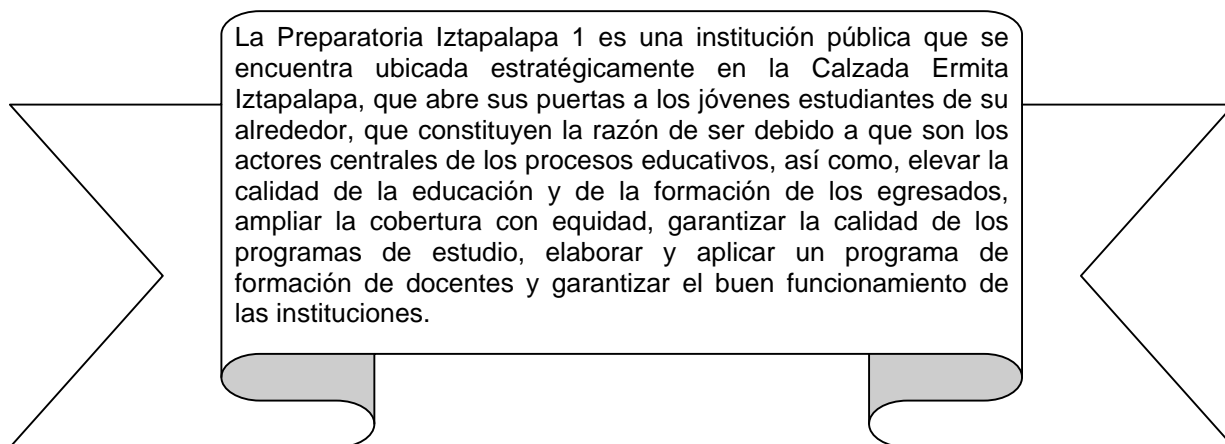 La Preparatoria Iztapalapa 1 es una institución pública que se
encuentra ubicada estratégicamente en la Calzada Ermita
Iztapalapa, que abre sus puertas a los jóvenes estudiantes de su
alrededor, que constituyen la razón de ser debido a que son los
actores centrales de los procesos educativos, así como, elevar la
calidad de la educación y de la formación de los egresados,
ampliar la cobertura con equidad, garantizar la calidad de los
programas de estudio, elaborar y aplicar un programa de
formación de docentes y garantizar el buen funcionamiento de
las instituciones.